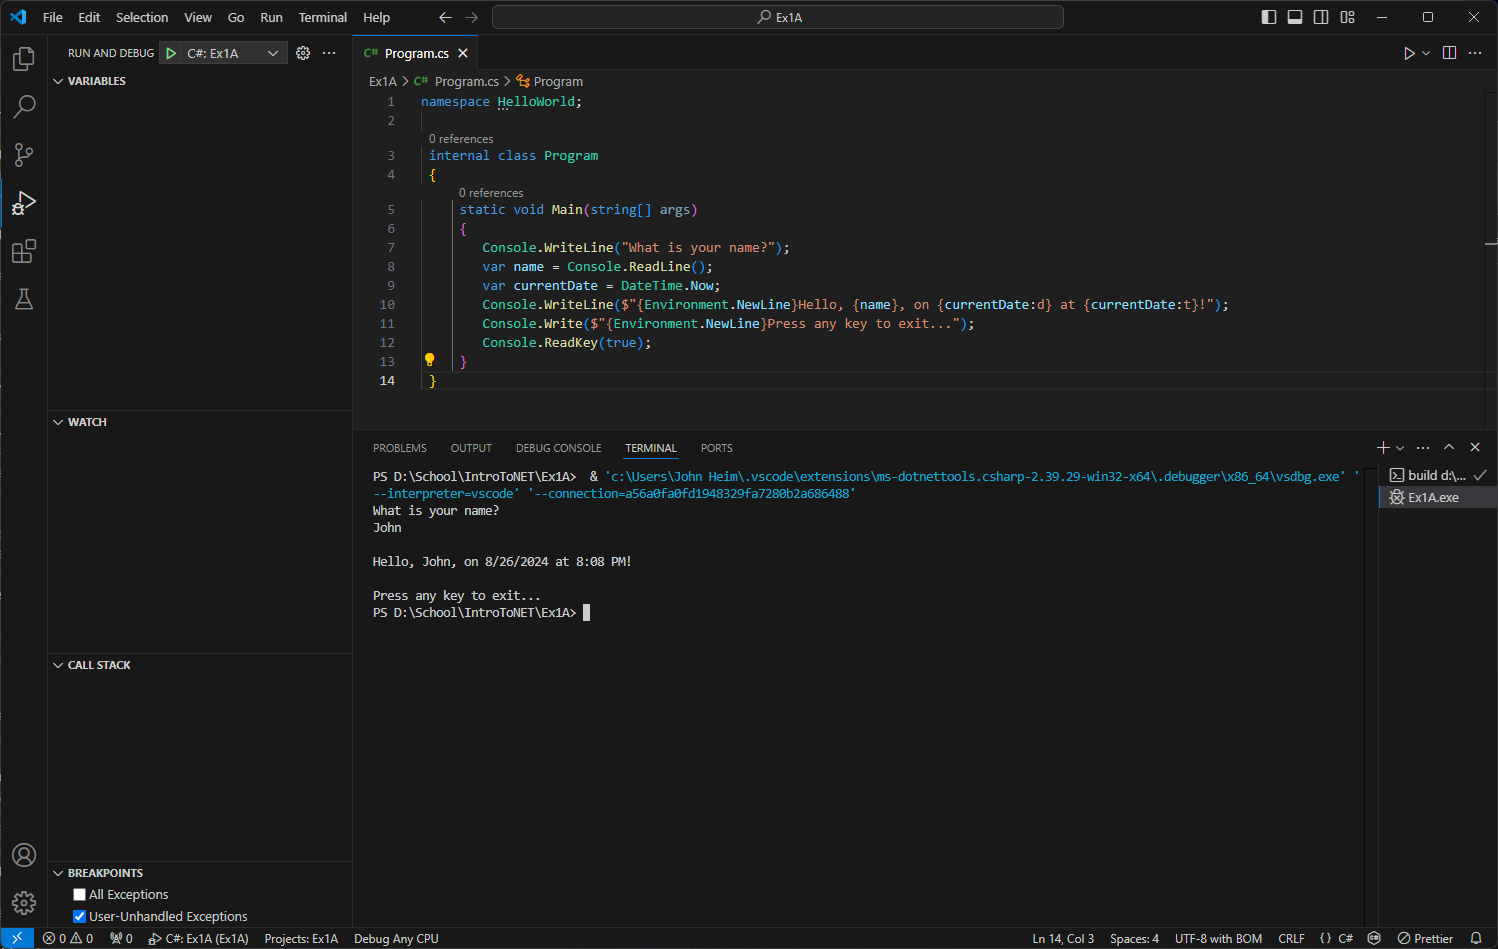 File Edit Selection View Go Run Terminal Help Ex1A
RUN AND DEBUG C#: Ex1A
VARIABLES
WATCH
CALL STACK
BREAKPOINTS
All Exceptions
User-Unhandled Exceptions
C# Program.cs
Ex1A > C# Program.cs > Program
1 namespace HelloWorld;
2
0 references
3 internal class Program
4 {
0 references
5 static void Main(string[] args)
6 {
7 Console.WriteLine("What is your name?");
8 var name = Console.ReadLine();
9 var currentDate = DateTime.Now;
10 Console.WriteLine($"{Environment.NewLine}Hello, {name}, on {currentDate:d} at {currentDate:t}!");
11 Console.Write($"{Environment.NewLine}Press any key to exit...");
12 Console.ReadKey(true);
13 }
14 }
PROBLEMS OUTPUT DEBUG CONSOLE TERMINAL PORTS
PS D:\School\IntroToNET\Ex1A> & 'c:\Users\John Heim\.vscode\extensions\ms-dotnettools.csharp-2.39.29-win32-x64\.debugger\x86_64\vsdbg.exe' '
--interpreter=vscode' '--connection=a56a0fa0fd1948329fa7280b2a686488'
What is your name?
John
Hello, John, on 8/26/2024 at 8:08 PM!
Press any key to exit...
PS D:\School\IntroToNET\Ex1A>
build d:\...
Ex1A.exe
0 0 0 C#: Ex1A (Ex1A) Projects: Ex1A Debug Any CPU Ln 14, Col 3 Spaces: 4 UTF-8 with BOM CRLF {} C# Prettier